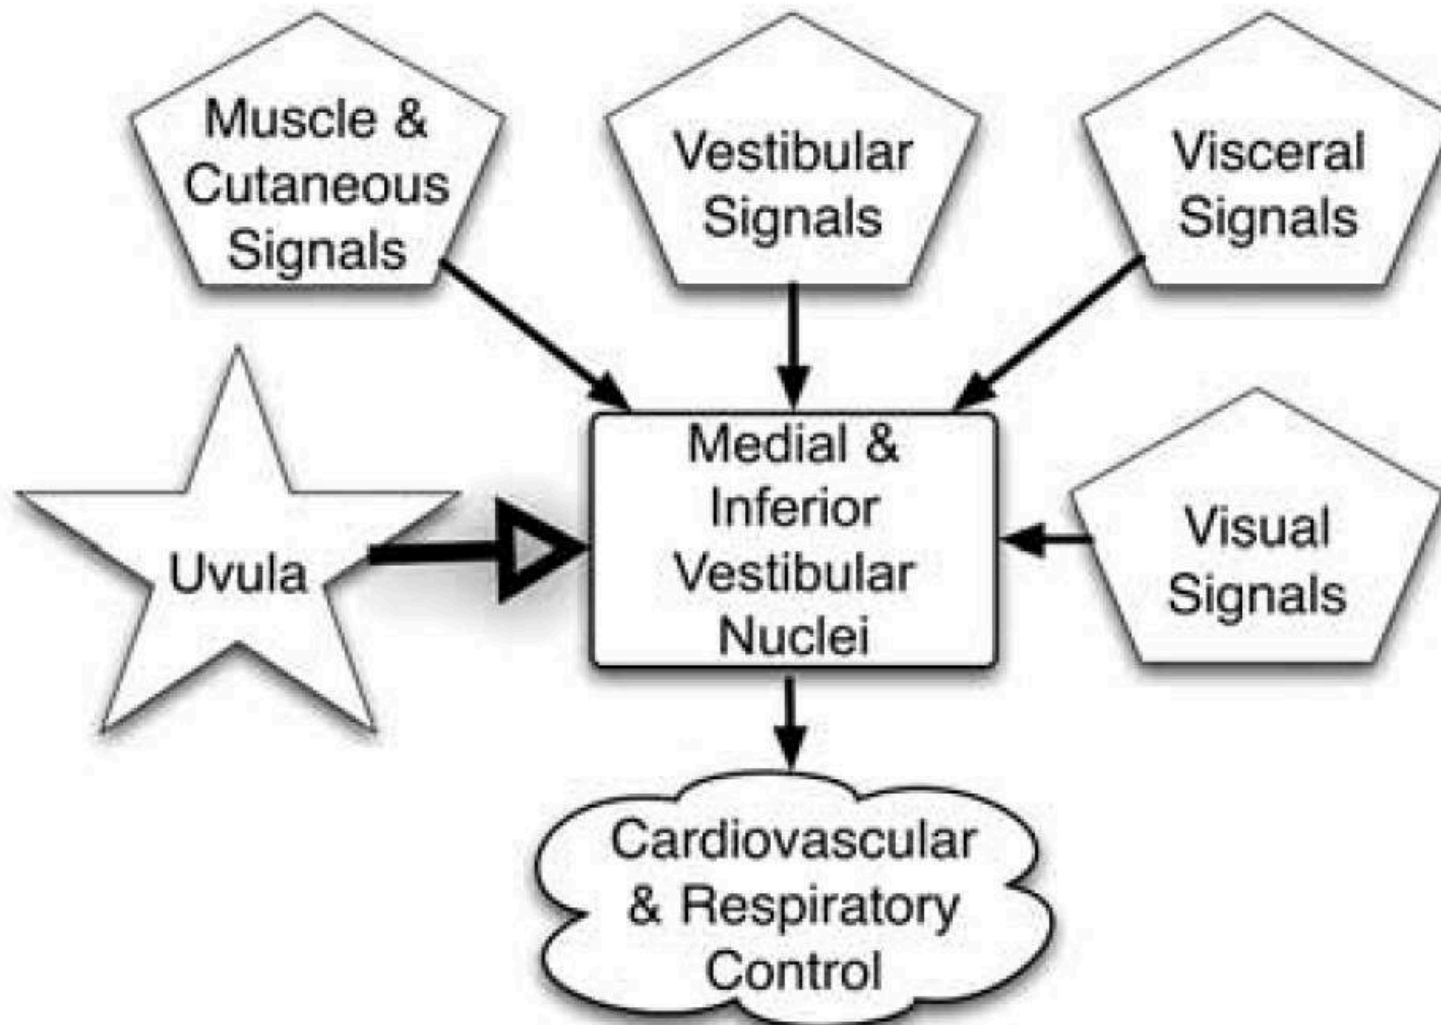 Muscle &
Cutaneous
Signals
Vestibular
Signals
Visceral
Signals
Uvula
Medial &
Inferior
Vestibular
Nuclei
Visual
Signals
Cardiovascular
& Respiratory
Control